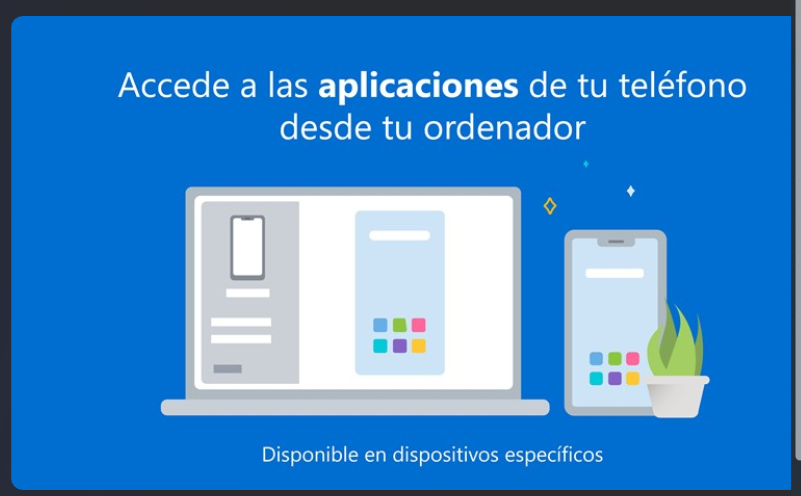 Accede a las aplicaciones de tu teléfono
desde tu ordenador
Disponible en dispositivos específicos